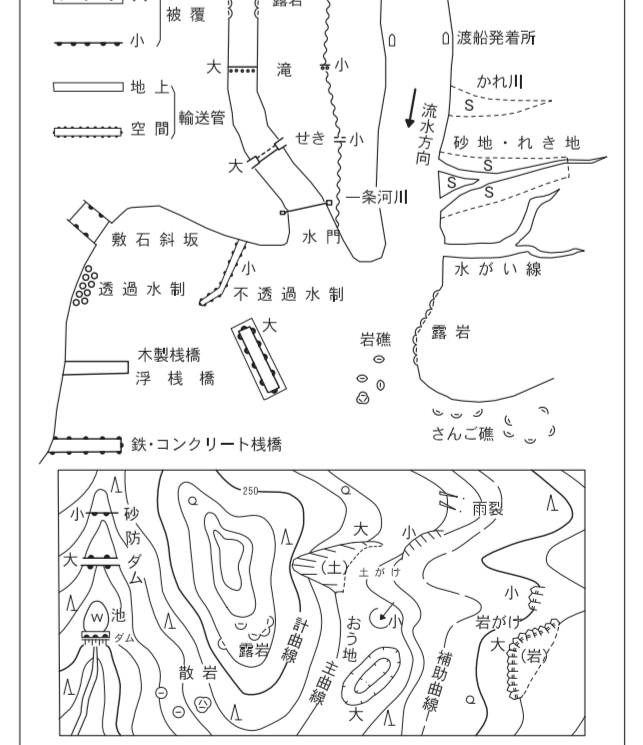 大
被覆
小
露岩
地上
輸送管
空間
大
滝
小
せき
小
大
一条河川
水門
渡船発着所
かれ川
S
流水方向
砂地・れき地
S
S
S
水がい線
敷石斜坂
透過水制
小
不透過水制
大
木製桟橋
浮桟橋
鉄・コンクリート桟橋
岩礁
露岩
さんご礁
小
砂防ダム
大
W
池
ダム
250
露岩
散岩
計曲線
主曲線
大
(土)
土がけ
小
おう地
小
大
補助曲線
雨裂
小
岩がけ
大
(岩)